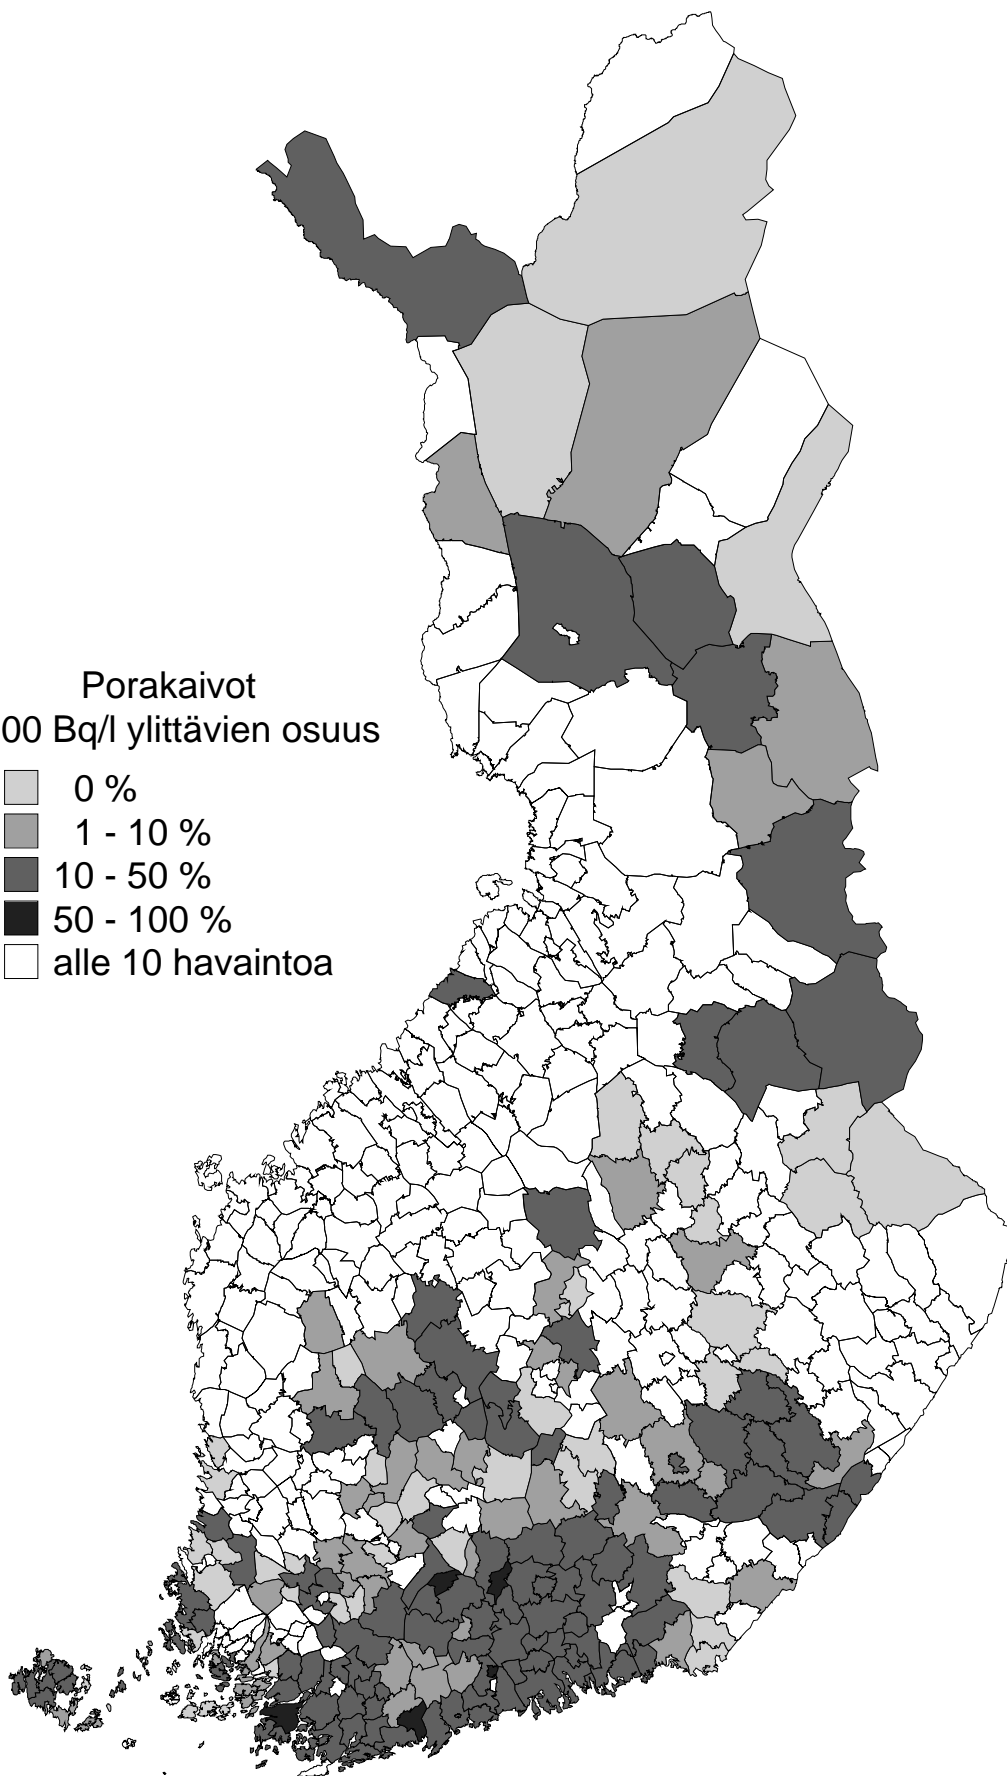 Porakaivot
00 Bq/l ylittävien osuus
0 %
1 - 10 %
10 - 50 %
50 - 100 %
alle 10 havaintoa